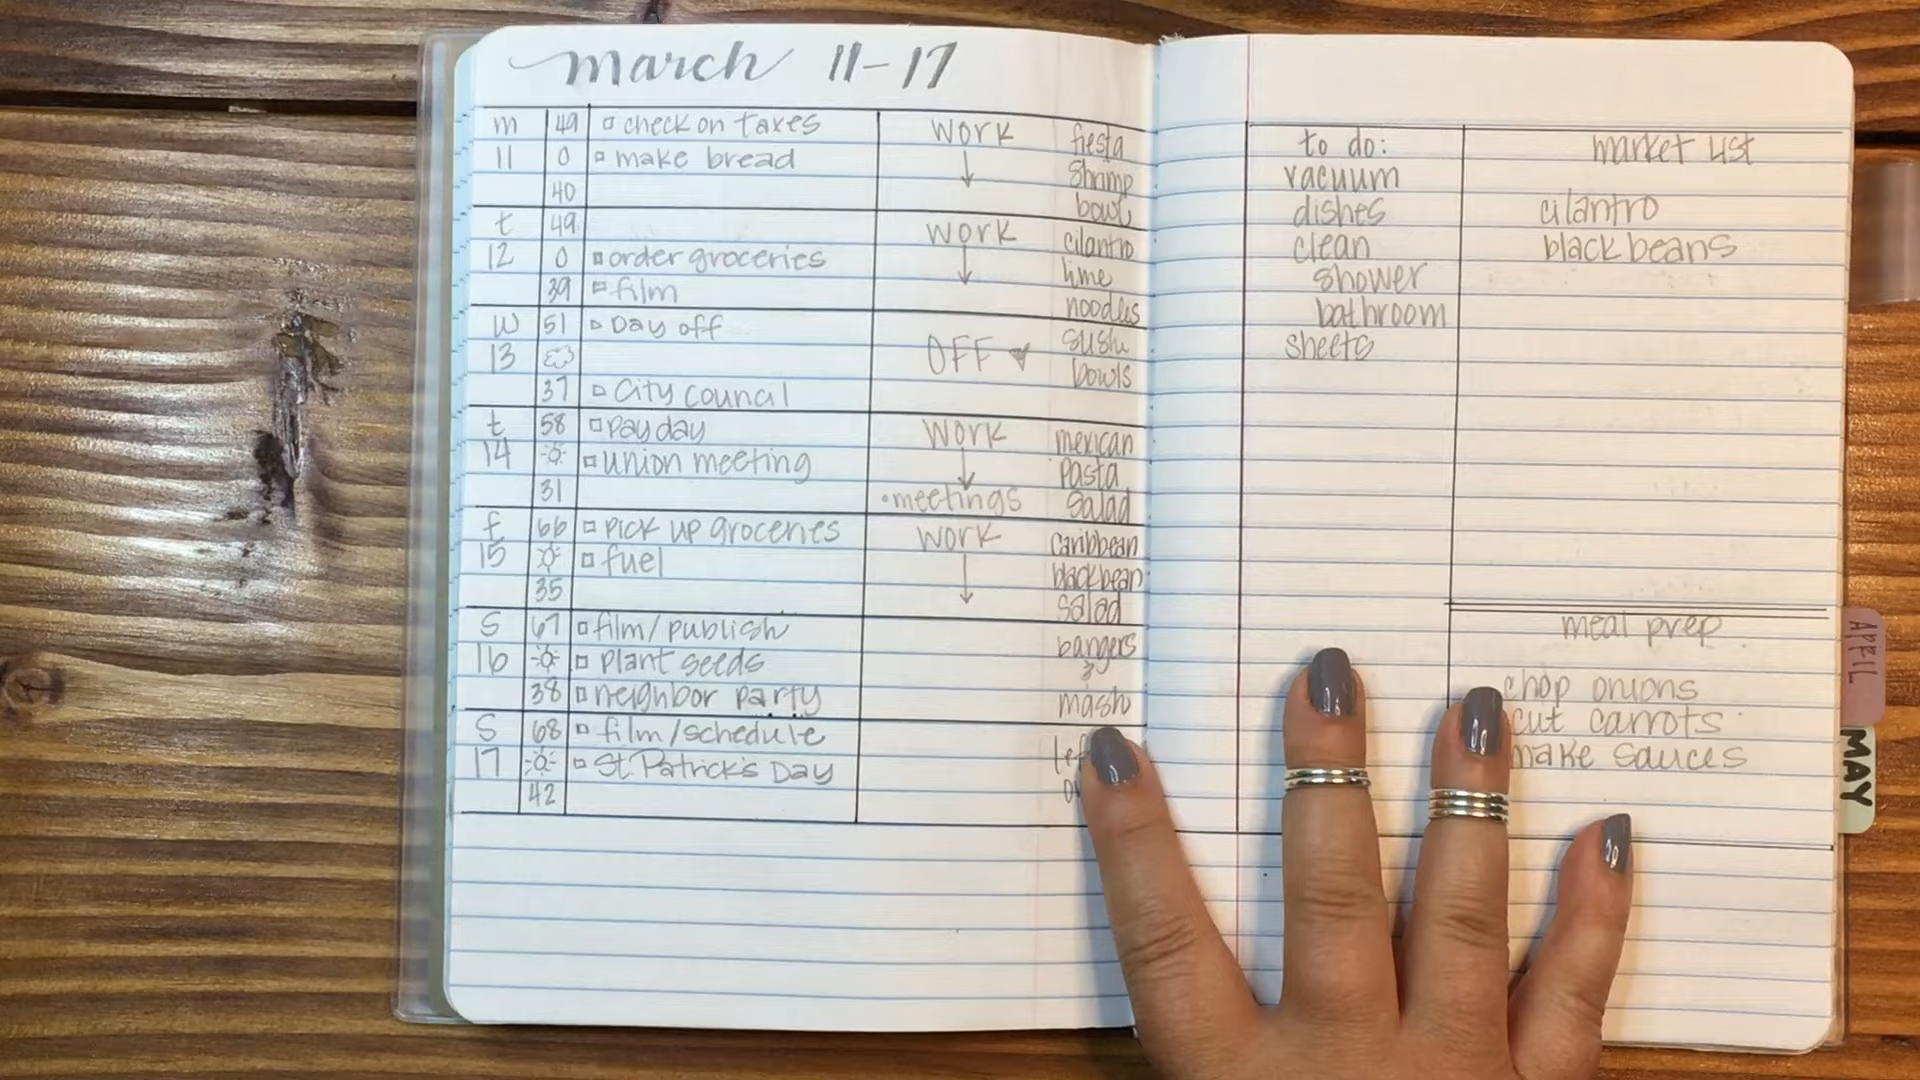 march 11-17
m 49 check on taxes work fiesta
11 0 make bread shrimp
40 bowl
t 49 work cilantro
12 0 order groceries lime
39 film noodles
W 51 Day off OFF sushi
13 bowls
37 City council
t 58 pay day work mexican
14 union meeting pasta
31 •meetings salad
f 66 pick up groceries work caribbean
15 fuel black bean
35 salad
S 67 film/publish bangers
16 plant seeds &
38 neighbor party mash
S 68 film/schedule
17 St. Patrick's Day
42
to do:
vacuum
dishes
clean
shower
bathroom
sheets
market list
cilantro
black beans
meal prep
chop onions
cut carrots
make sauces
APRIL
MAY